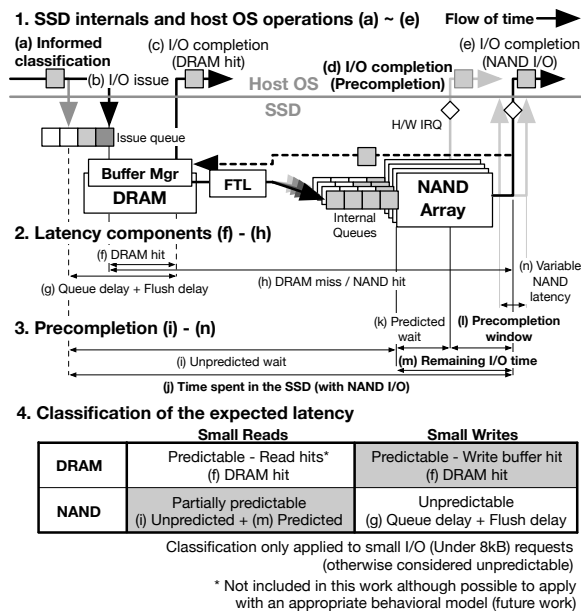 1. SSD internals and host OS operations (a) ~ (e)
Flow of time
(a) Informed
classification
(b) I/O issue
(c) I/O completion
(DRAM hit)
(d) I/O completion
(Precompletion)
(e) I/O completion
(NAND I/O)
Host OS
SSD
H/W IRQ
Issue queue
Buffer Mgr
DRAM
FTL
Internal
Queues
NAND
Array
2. Latency components (f) - (h)
(f) DRAM hit
(g) Queue delay + Flush delay
(h) DRAM miss / NAND hit
(n) Variable
NAND
latency
3. Precompletion (i) - (n)
(k) Predicted
wait
(l) Precompletion
window
(i) Unpredicted wait
(m) Remaining I/O time
(j) Time spent in the SSD (with NAND I/O)
4. Classification of the expected latency
Small Reads
Small Writes
DRAM
Predictable - Read hits*
(f) DRAM hit
Predictable - Write buffer hit
(f) DRAM hit
NAND
Partially predictable
(i) Unpredicted + (m) Predicted
Unpredictable
(g) Queue delay + Flush delay
Classification only applied to small I/O (Under 8kB) requests
(otherwise considered unpredictable)
* Not included in this work although possible to apply
with an appropriate behavioral model (future work)